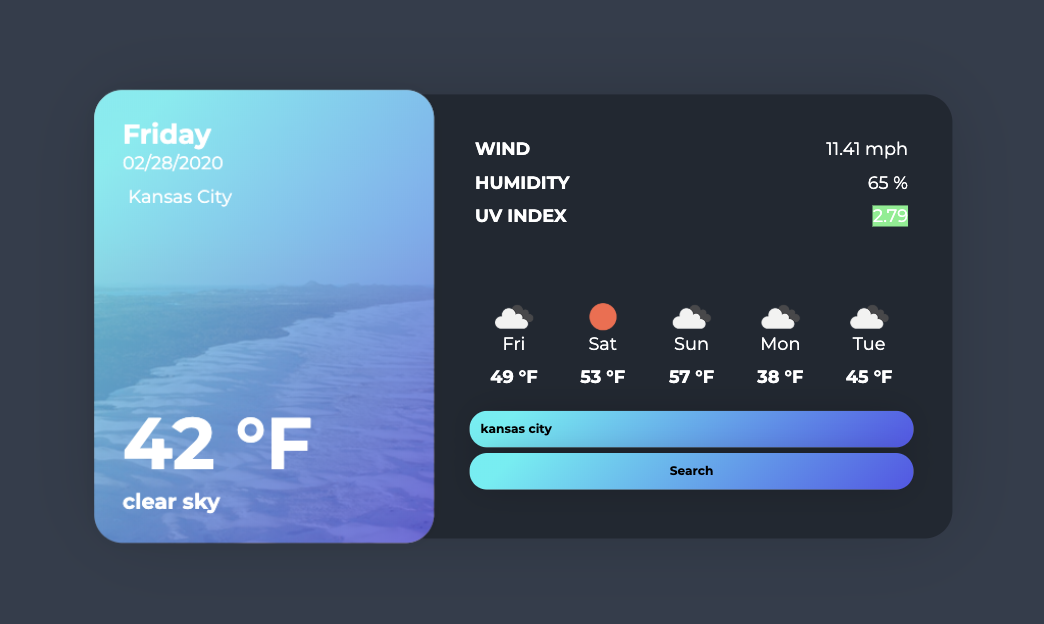 Friday
02/28/2020
Kansas City
42 °F
clear sky
WIND 11.41 mph
HUMIDITY 65 %
UV INDEX 2.79
Fri Sat Sun Mon Tue
49 °F 53 °F 57 °F 38 °F 45 °F
kansas city
Search